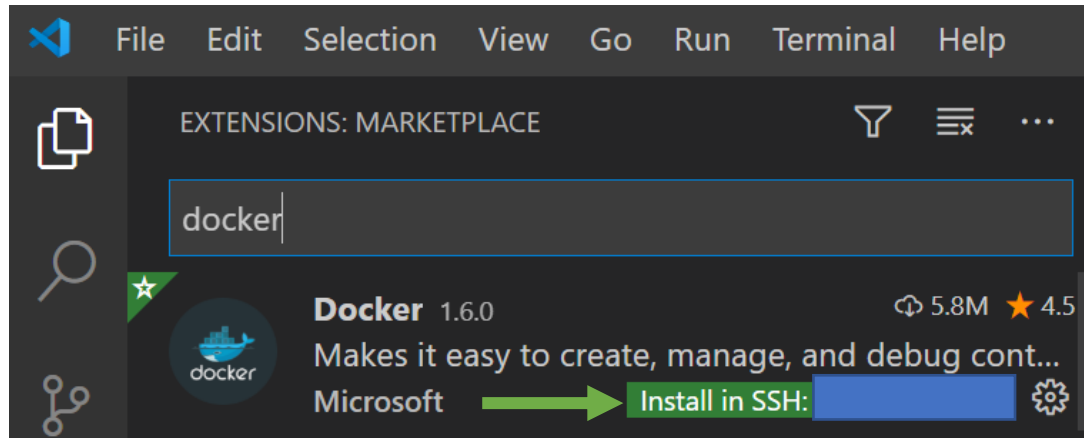 File Edit Selection View Go Run Terminal Help
EXTENSIONS: MARKETPLACE
docker
Docker 1.6.0 5.8M 4.5
Makes it easy to create, manage, and debug cont...
docker
Microsoft Install in SSH: